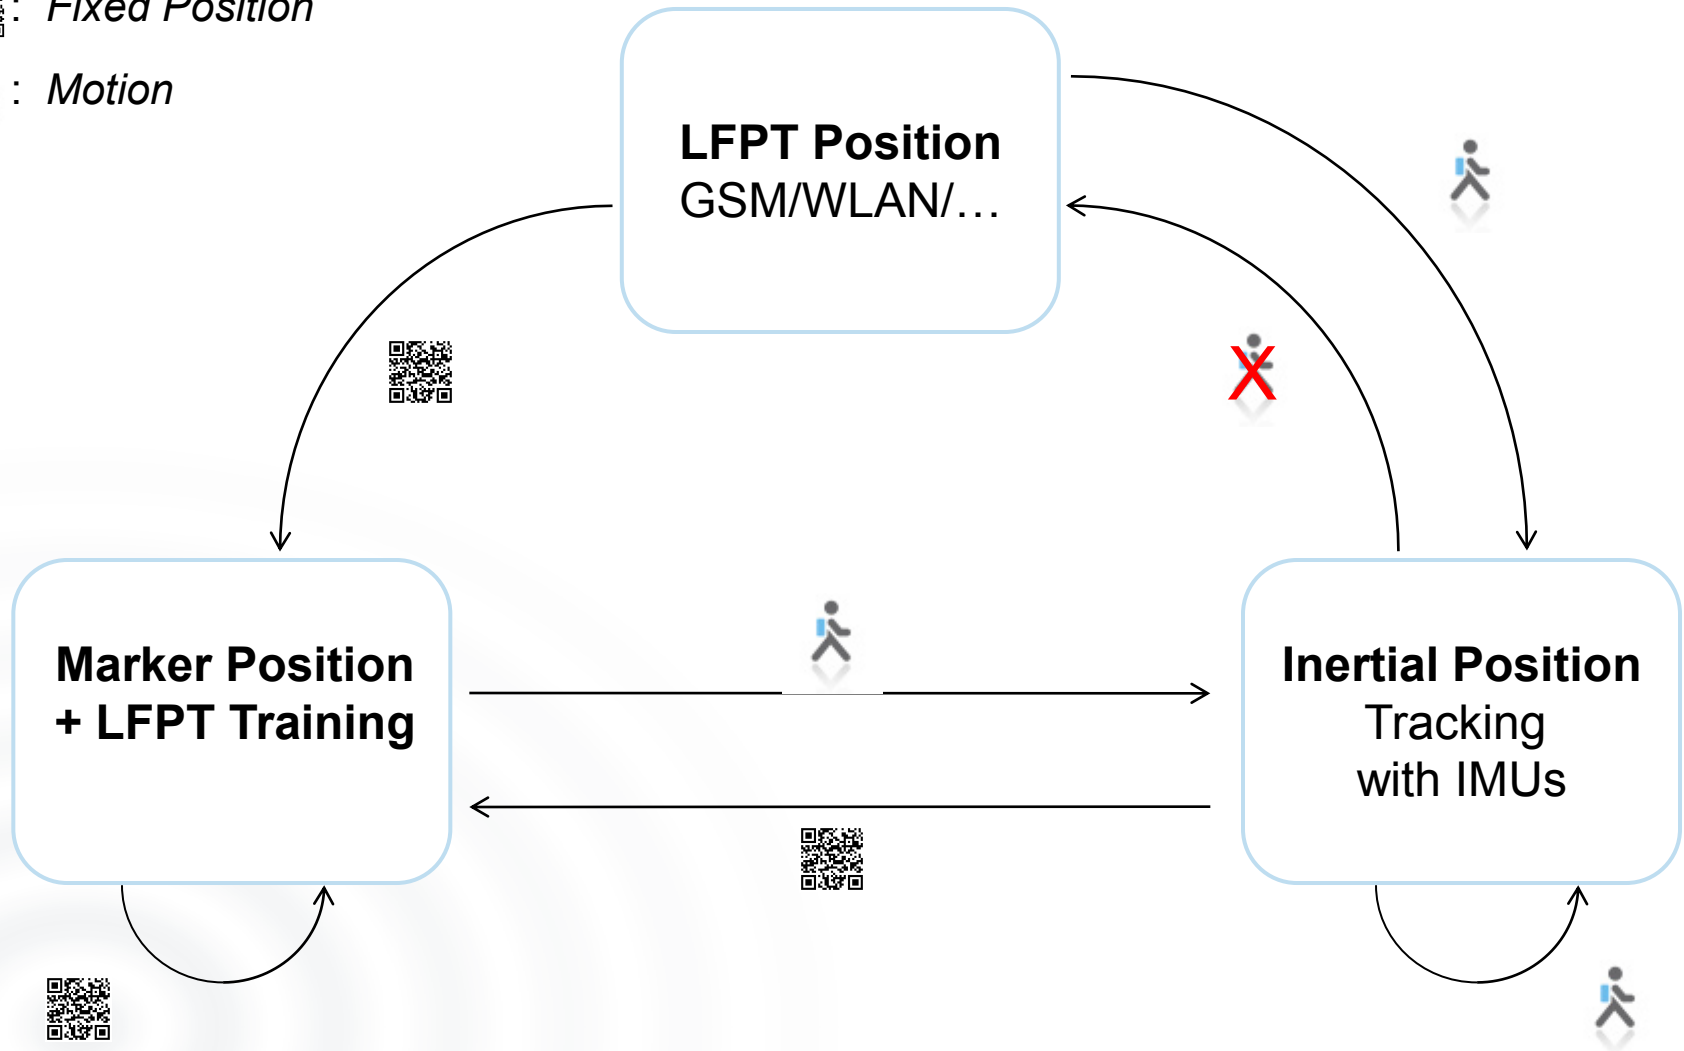 : Fixed Position
: Motion
LFPT Position
GSM/WLAN/…
X
Marker Position
+ LFPT Training
Inertial Position
Tracking
with IMUs